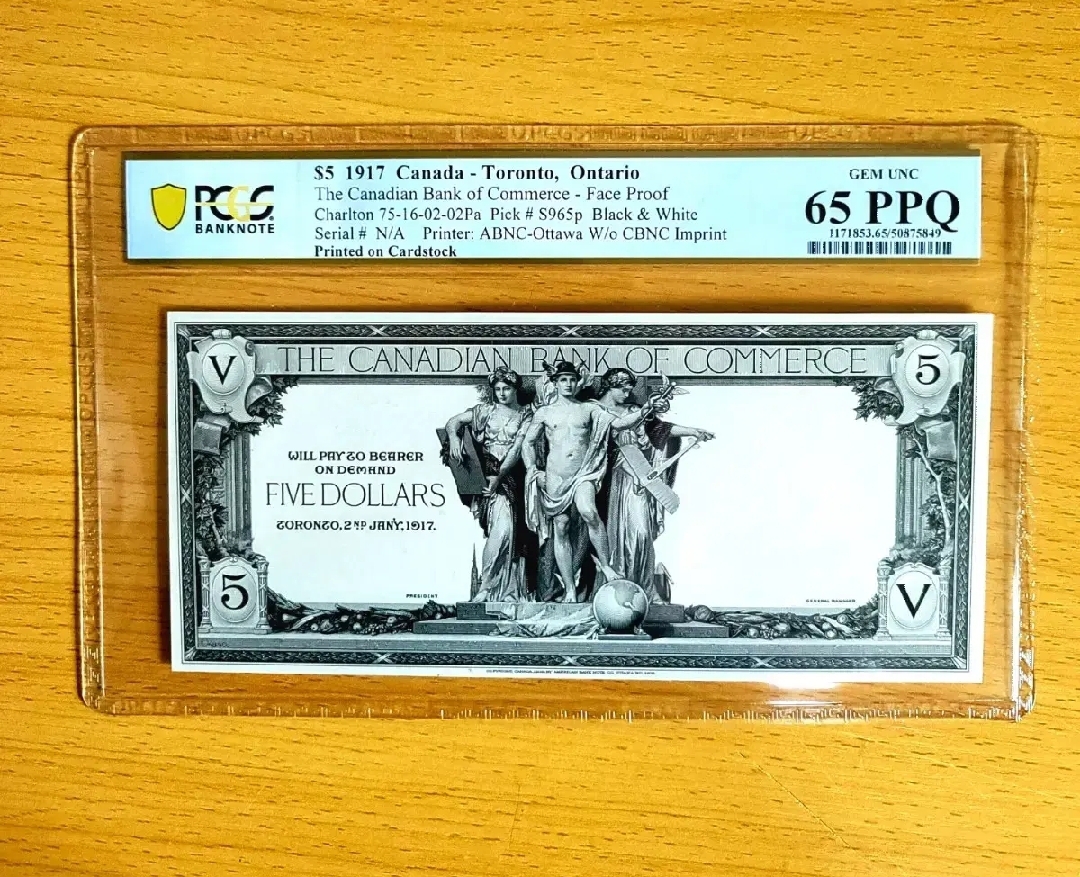 $5 1917 Canada - Toronto, Ontario
The Canadian Bank of Commerce - Face Proof
Charlton 75-16-02-02Pa Pick # S965p Black & White
Serial # N/A Printer: ABNC-Ottawa W/o CBNC Imprint
Printed on Cardstock
PCGS
BANKNOTE
GEM UNC
65 PPQ
1171853.65/50875849
V
THE CANADIAN BANK OF COMMERCE
5
WILL PAY TO BEARER
ON DEMAND
FIVE DOLLARS
TORONTO, 2ND JANY, 1917.
PRESIDENT
GENERAL MANAGER
5
V